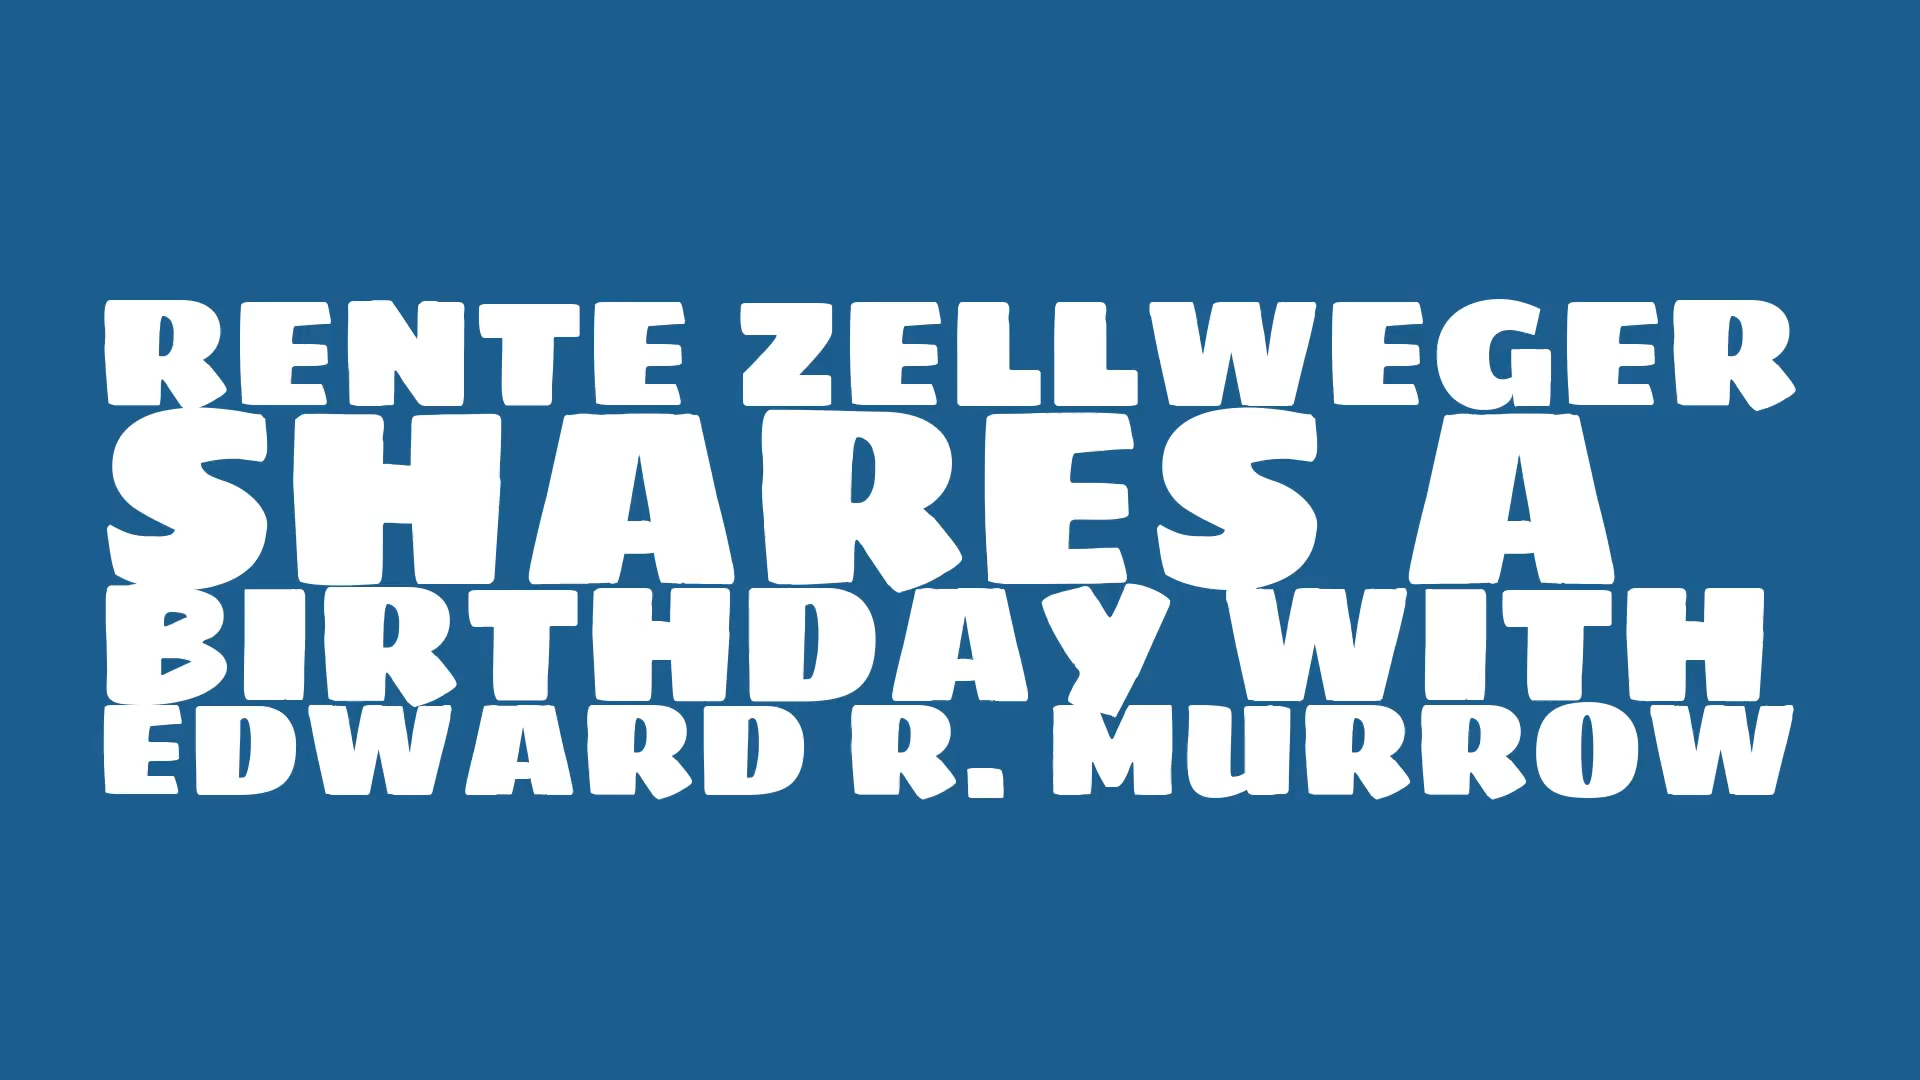 RENTE ZELLWEGER
SHARES A
BIRTHDAY WITH
EDWARD R. MURROW